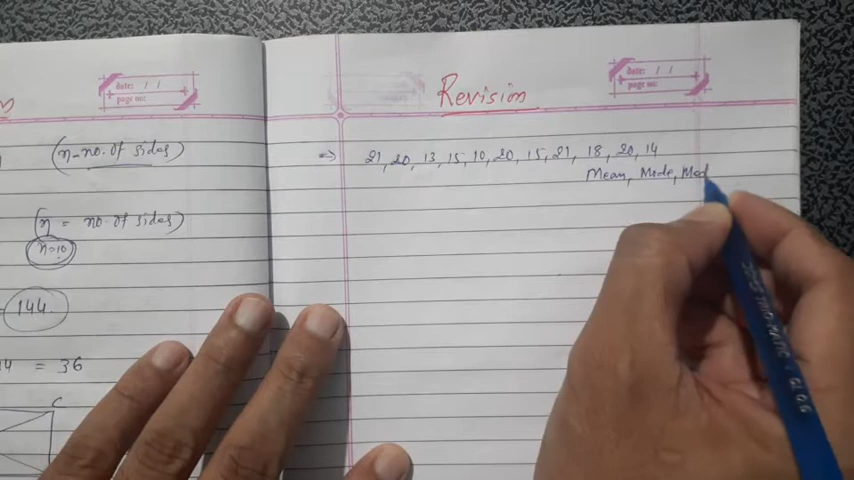 date: / /
page no:
(n - no. of sides)
(n = no. of sides)
n=10
144
= 36
C
date: / /
page no:
Revision
⇒ 21, 20, 13, 15, 10, 20, 15, 21, 18, 20, 14
Mean, Mode, Med